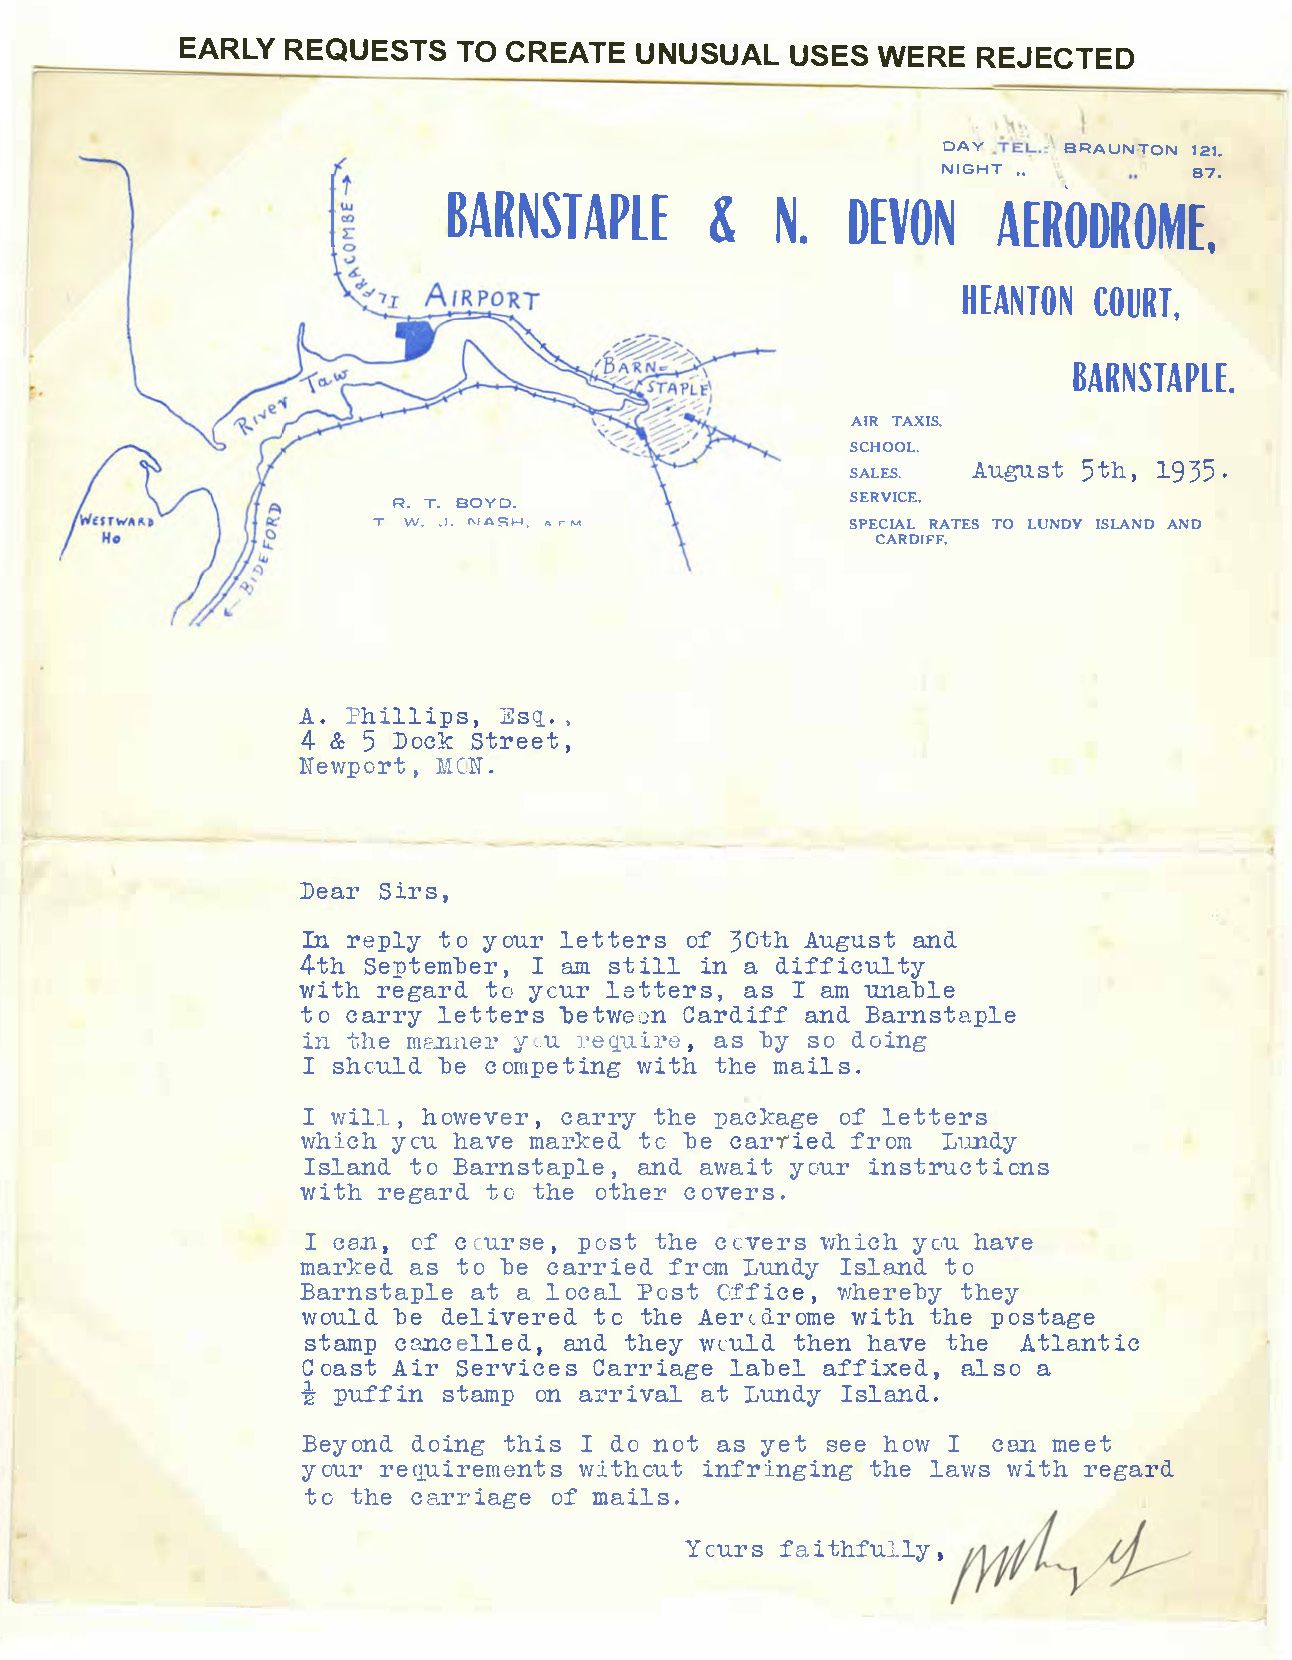 EARLY REQUESTS TO CREATE UNUSUAL USES WERE REJECTED
DAY TEL.: BRAUNTON 121.
NIGHT „ „ 87.
BARNSTAPLE & N. DEVON AERODROME,
HEANTON COURT,
BARNSTAPLE.
ILFRACOMBE
AIRPORT
BARN=
STAPLE
River Taw
WESTWARD
Ho
BIDEFORD
R. T. BOYD.
T. W. J. NASH, A F M
AIR TAXIS.
SCHOOL.
SALES.
August 5th, 1935.
SERVICE.
SPECIAL RATES TO LUNDY ISLAND AND
CARDIFF.
A. Phillips, Esq.,
4 & 5 Dock Street,
Newport, MON.
Dear Sirs,
In reply to your letters of 30th August and
4th September, I am still in a difficulty
with regard to your letters, as I am unable
to carry letters between Cardiff and Barnstaple
in the manner you require, as by so doing
I should be competing with the mails.
I will, however, carry the package of letters
which you have marked to be carried from Lundy
Island to Barnstaple, and await your instructions
with regard to the other covers.
I can, of course, post the covers which you have
marked as to be carried from Lundy Island to
Barnstaple at a local Post Office, whereby they
would be delivered to the Aerodrome with the postage
stamp cancelled, and they would then have the Atlantic
Coast Air Services Carriage label affixed, also a
½ puffin stamp on arrival at Lundy Island.
Beyond doing this I do not as yet see how I can meet
your requirements without infringing the laws with regard
to the carriage of mails.
Yours faithfully,